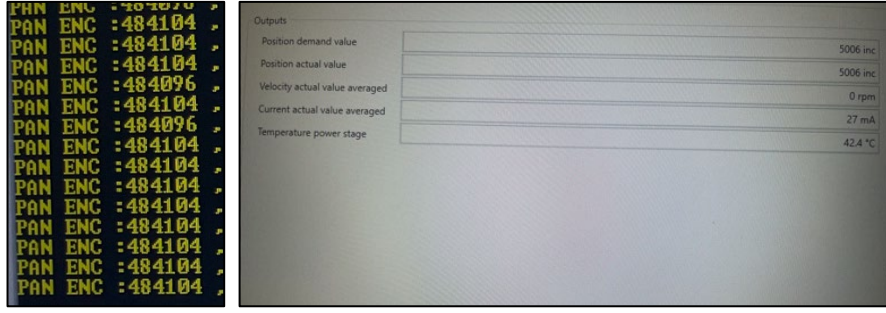 PAN ENC :484104 ,
PAN ENC :484104 ,
PAN ENC :484104 ,
PAN ENC :484096 ,
PAN ENC :484104 ,
PAN ENC :484096 ,
PAN ENC :484104 ,
PAN ENC :484104 ,
PAN ENC :484104 ,
PAN ENC :484104 ,
PAN ENC :484104 ,
PAN ENC :484104 ,
PAN ENC :484104 ,
PAN ENC :484104 ,
Outputs
Position demand value 5006 inc
Position actual value 5006 inc
Velocity actual value averaged 0 rpm
Current actual value averaged 27 mA
Temperature power stage 42.4 °C